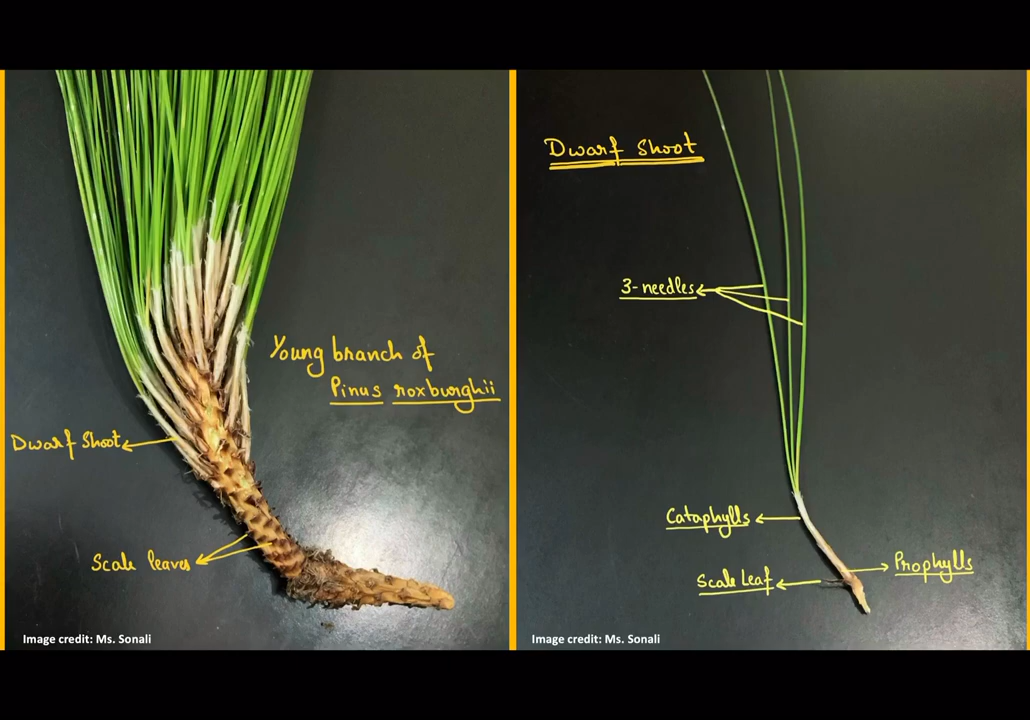 Young branch of
Pinus roxburghii
Dwarf Shoot
Scale leaves
Image credit: Ms. Sonali
Dwarf Shoot
3-needles
Cataphylls
Prophylls
Scale Leaf
Image credit: Ms. Sonali